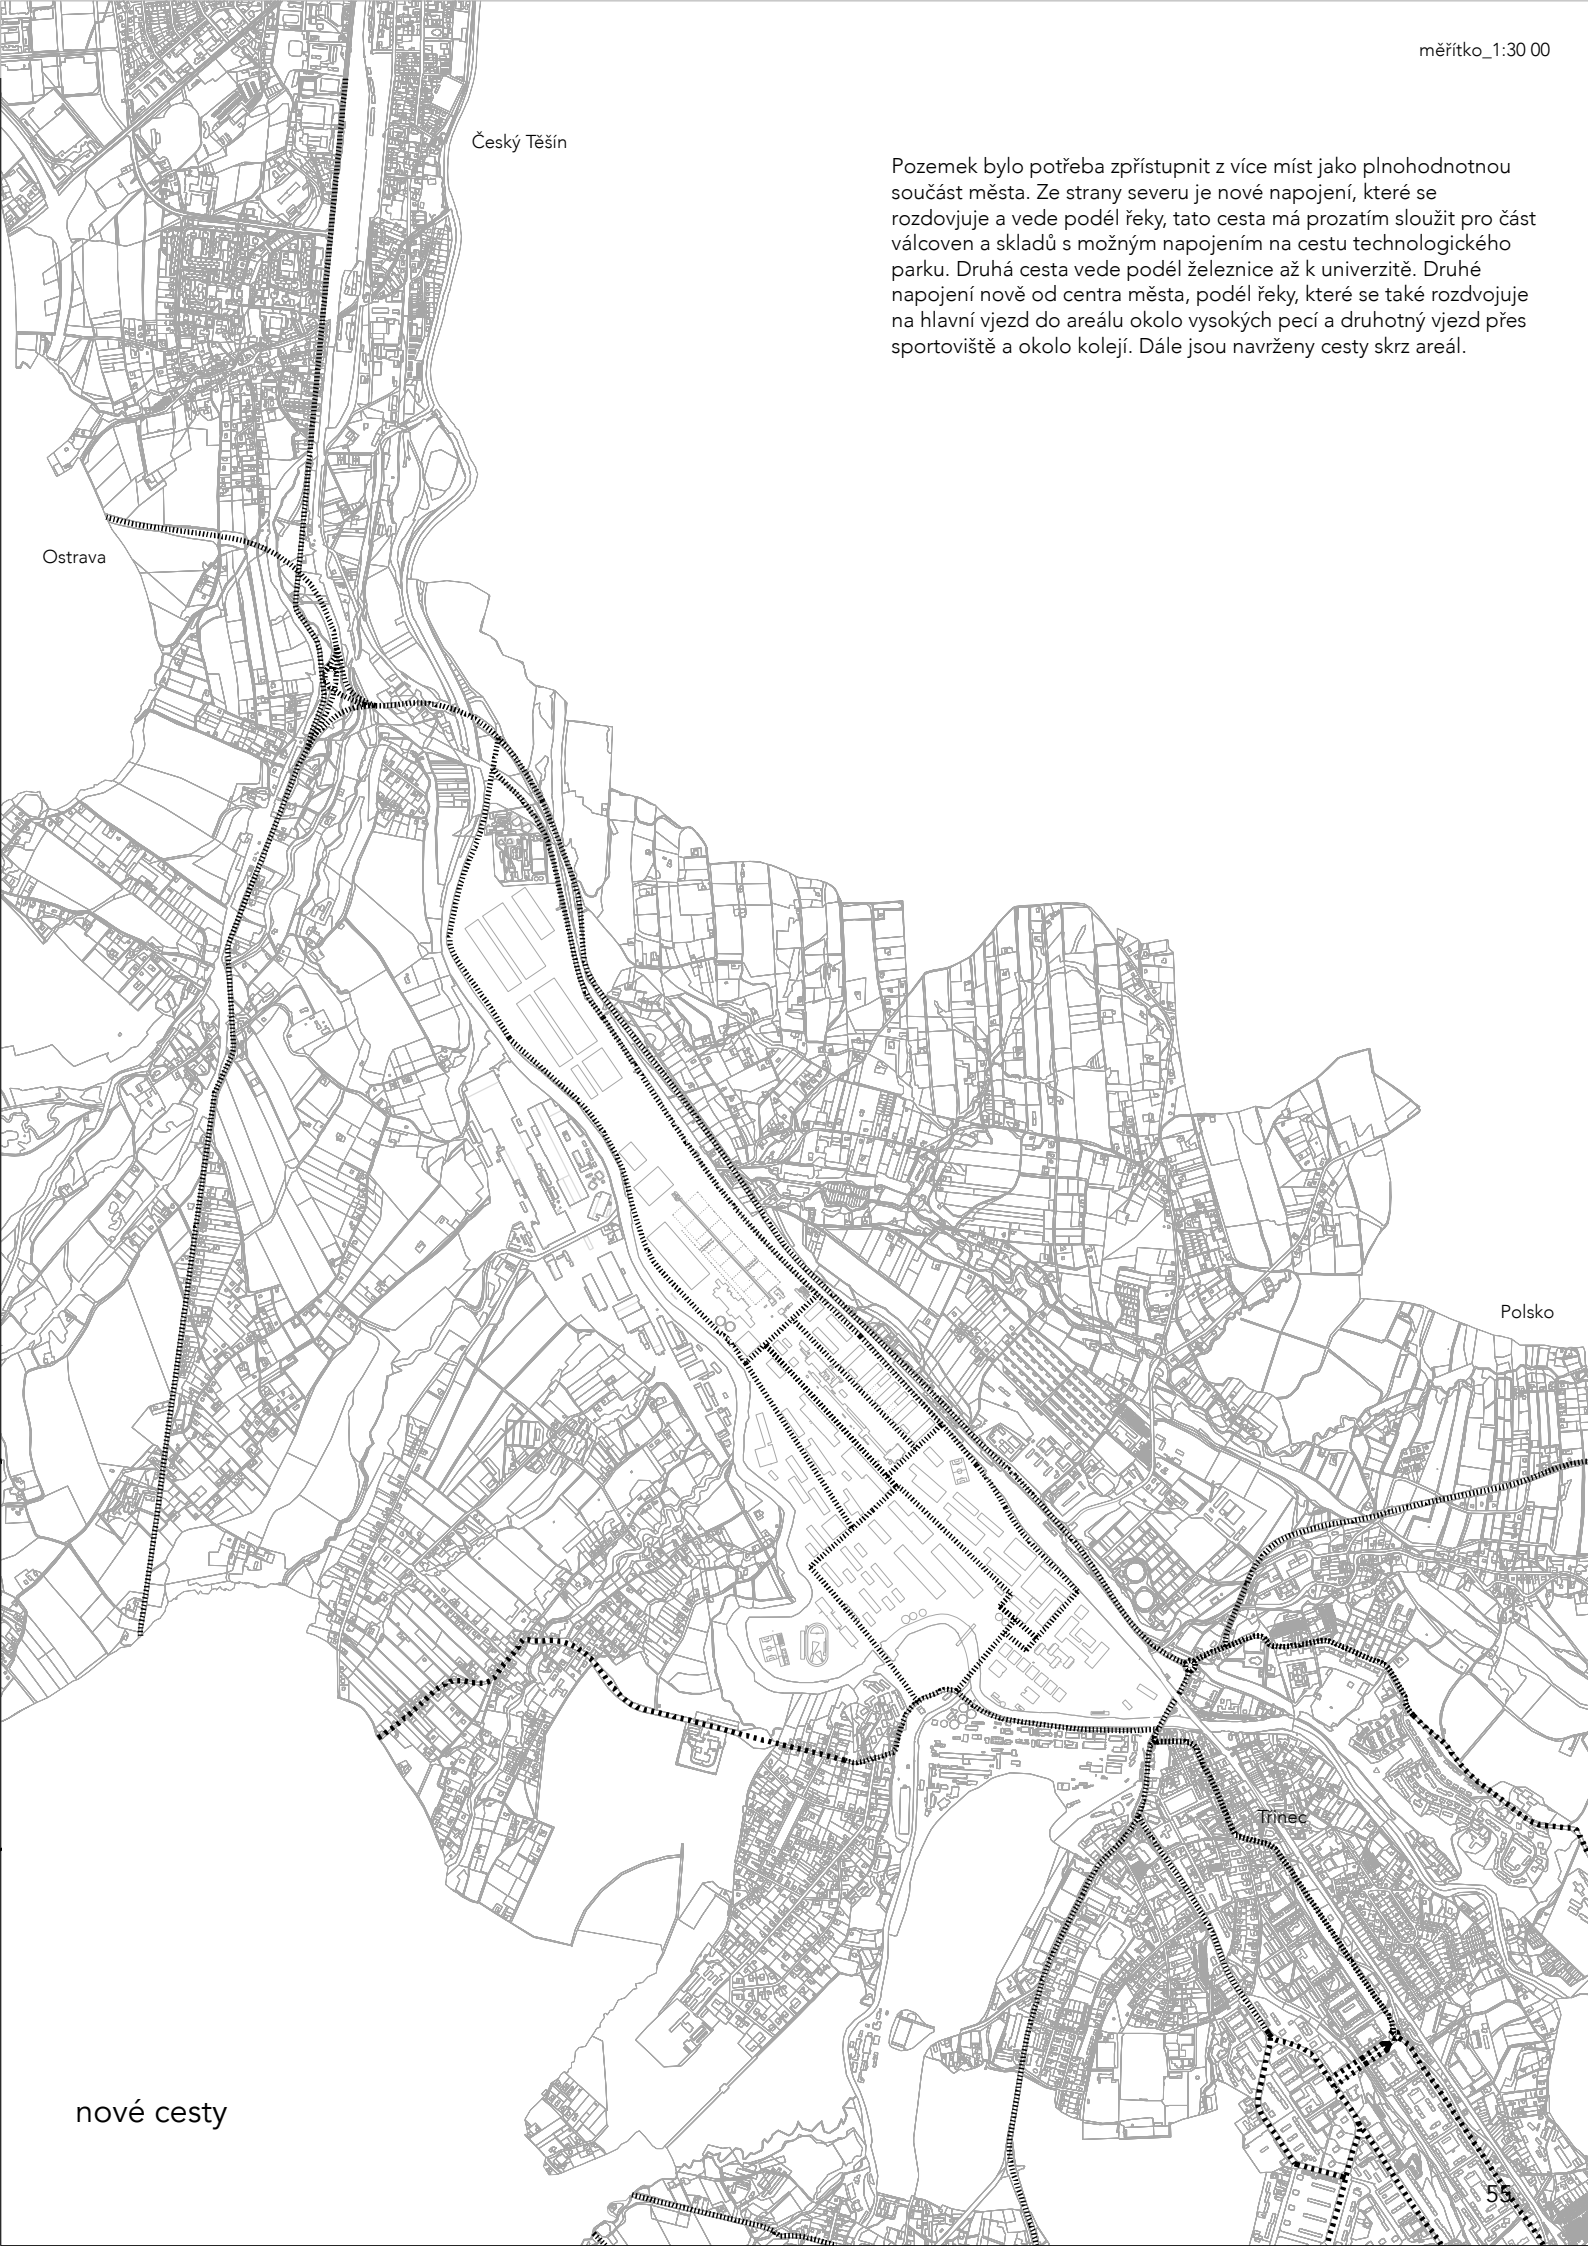 měřítko_1:30 00
Český Těšín
Pozemek bylo potřeba zpřístupnit z více míst jako plnohodnotnou
součást města. Ze strany severu je nové napojení, které se
rozdovjuje a vede podél řeky, tato cesta má prozatím sloužit pro část
válcoven a skladů s možným napojením na cestu technologického
parku. Druhá cesta vede podél železnice až k univerzitě. Druhé
napojení nově od centra města, podél řeky, které se také rozdvojuje
na hlavní vjezd do areálu okolo vysokých pecí a druhotný vjezd přes
sportoviště a okolo kolejí. Dále jsou navrženy cesty skrz areál.
Ostrava
Polsko
Třinec
nové cesty
55